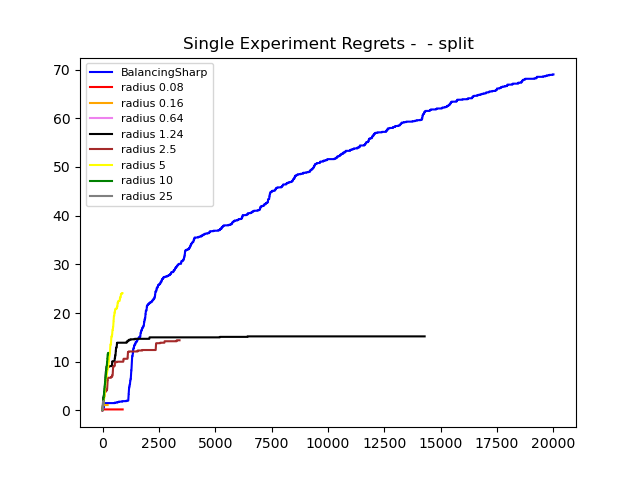 Single Experiment Regrets -  - split
BalancingSharp
radius 0.08
radius 0.16
radius 0.64
radius 1.24
radius 2.5
radius 5
radius 10
radius 25
70
60
50
40
30
20
10
0
0 2500 5000 7500 10000 12500 15000 17500 20000